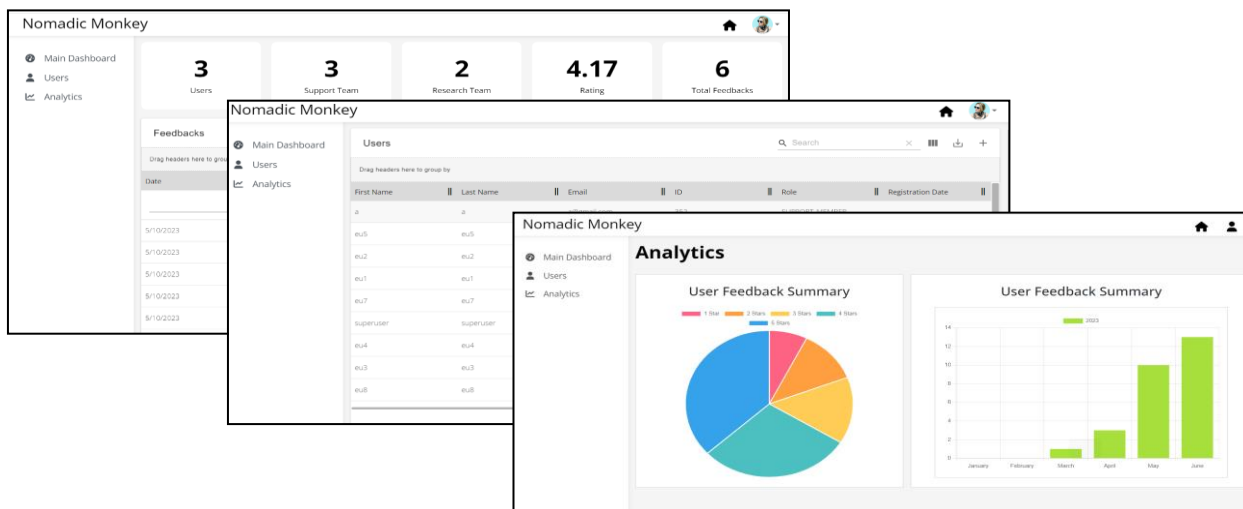 Nomadic Monkey
Main Dashboard
Users
Analytics
3
Users
3
Support Team
2
Research Team
4.17
Rating
6
Total Feedbacks
Feedbacks
Drag headers here to grou
Date
5/10/2023
5/10/2023
5/10/2023
5/10/2023
5/10/2023
Nomadic Monkey
Main Dashboard
Users
Analytics
Users
Search
Drag headers here to group by
First Name Last Name Email ID Role Registration Date
a a
eu5 eu5
eu2 eu2
eu1 eu1
eu7 eu7
superuser superuser
eu4 eu4
eu3 eu3
eu8 eu8
Nomadic Monkey
Main Dashboard
Users
Analytics
Analytics
User Feedback Summary
1 Star 2 Stars 3 Stars 4 Stars
5 Stars
User Feedback Summary
2023
14
12
10
8
6
4
2
0
January February March April May June